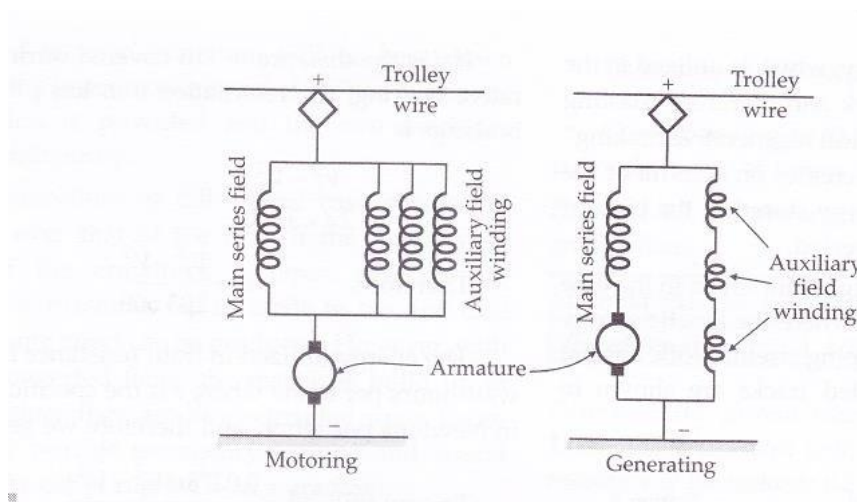 +
Trolley
wire
Main series field
Auxiliary field
winding
Armature
−
Motoring
+
Trolley
wire
Main series field
Auxiliary
field
winding
−
Generating